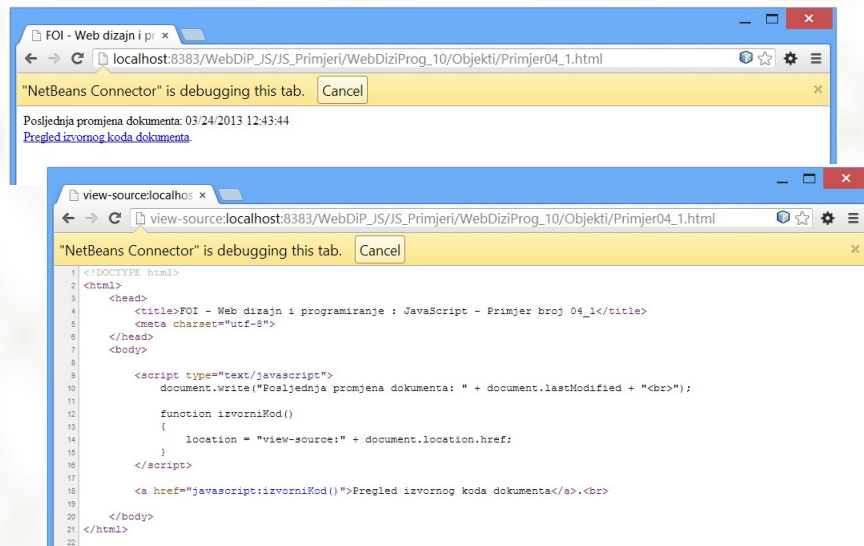 FOI - Web dizajn i pr
localhost:8383/WebDiP_JS/JS_Primjeri/WebDiziProg_10/Objekti/Primjer04_1.html
"NetBeans Connector" is debugging this tab. Cancel
Posljednja promjena dokumenta: 03/24/2013 12:43:44
Pregled izvornog koda dokumenta.
view-source:localhos
view-source:localhost:8383/WebDiP_JS/JS_Primjeri/WebDiziProg_10/Objekti/Primjer04_1.html
"NetBeans Connector" is debugging this tab. Cancel
1 <!DOCTYPE html>
2 <html>
3 <head>
4 <title>FOI - Web dizajn i programiranje : JavaScript - Primjer broj 04_1</title>
5 <meta charset="utf-8">
6 </head>
7 <body>
8
9 <script type="text/javascript">
10 document.write("Posljednja promjena dokumenta: " + document.lastModified + "<br>");
11
12 function izvorniKod()
13 {
14 location = "view-source:" + document.location.href;
15 }
16 </script>
17
18 <a href="javascript:izvorniKod()">Pregled izvornog koda dokumenta</a>.<br>
19
20 </body>
21 </html>
22